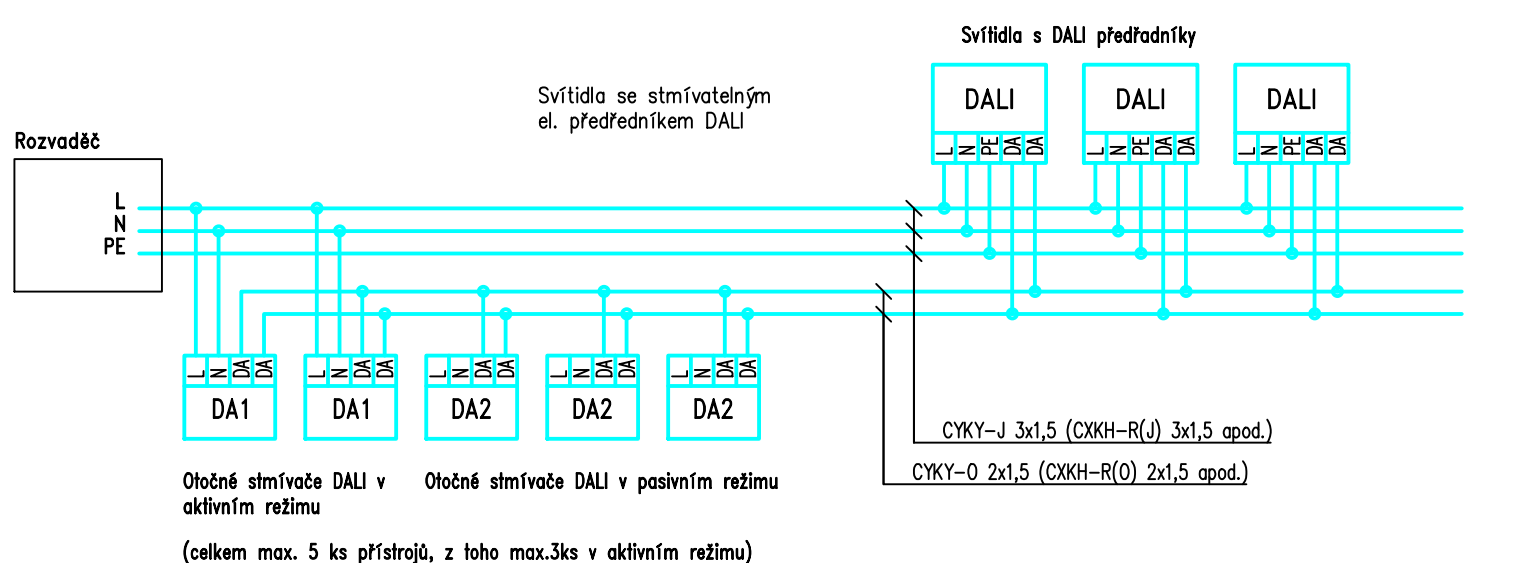 Svítidla s DALI předřadníky
Svítidla se stmívatelným
el. předředníkem DALI
DALI DALI DALI
L N PE DA DA L N PE DA DA L N PE DA DA
Rozvaděč
L
N
PE
L N DA DA L N DA DA L N DA DA L N DA DA L N DA DA
DA1 DA1 DA2 DA2 DA2
CYKY-J 3x1,5 (CXKH-R(J) 3x1,5 apod.)
CYKY-O 2x1,5 (CXKH-R(O) 2x1,5 apod.)
Otočné stmívače DALI v
aktivním režimu
Otočné stmívače DALI v pasivním režimu
(celkem max. 5 ks přístrojů, z toho max.3ks v aktivním režimu)